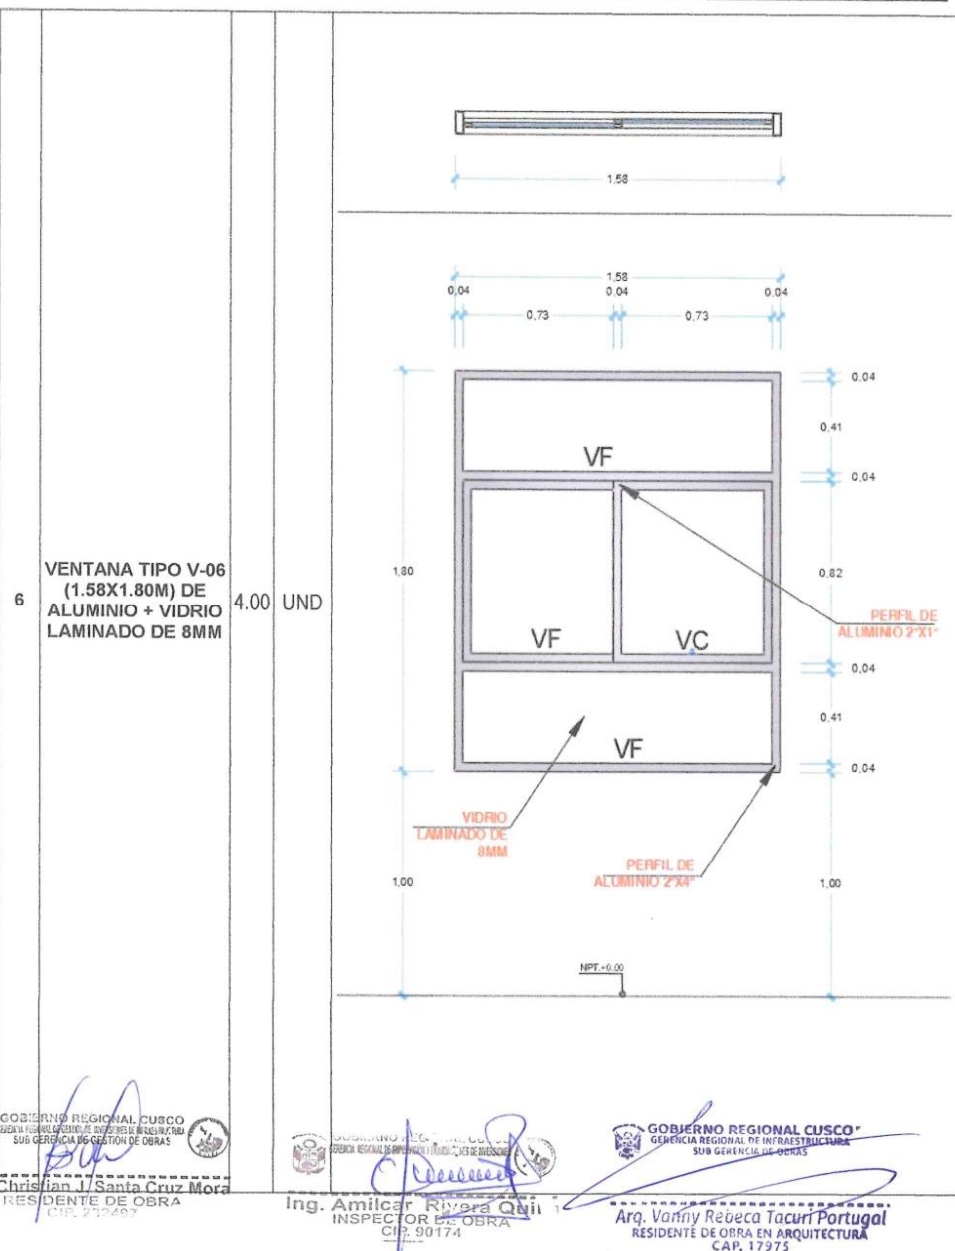 1,58
1,58
0,04 0,04 0,04
0,73 0,73
0,04
0,41
VF
0,04
6
VENTANA TIPO V-06
(1.58X1.80M) DE
ALUMINIO + VIDRIO
LAMINADO DE 8MM
4.00 UND
1,80
0,82
PERFIL DE
ALUMINIO 2"X1"
VF VC
0,04
0,41
VF
0,04
VIDRIO
LAMINADO DE
8MM
PERFIL DE
ALUMINIO 2"X4"
1,00
1,00
NPT.+0.00
GOBIERNO REGIONAL CUSCO
SUB GERENCIA DE GESTIÓN DE OBRAS
Christian J. Santa Cruz Mora
RESIDENTE DE OBRA
CIP.
Ing. Amilcar Rivera
INSPECTOR DE OBRA
CIP. 90174
GOBIERNO REGIONAL CUSCO
GERENCIA REGIONAL DE INFRAESTRUCTURA
SUB GERENCIA DE OBRAS
Arq. Vanny Rebeca Tacuri Portugal
RESIDENTE DE OBRA EN ARQUITECTURA
CAP. 17975